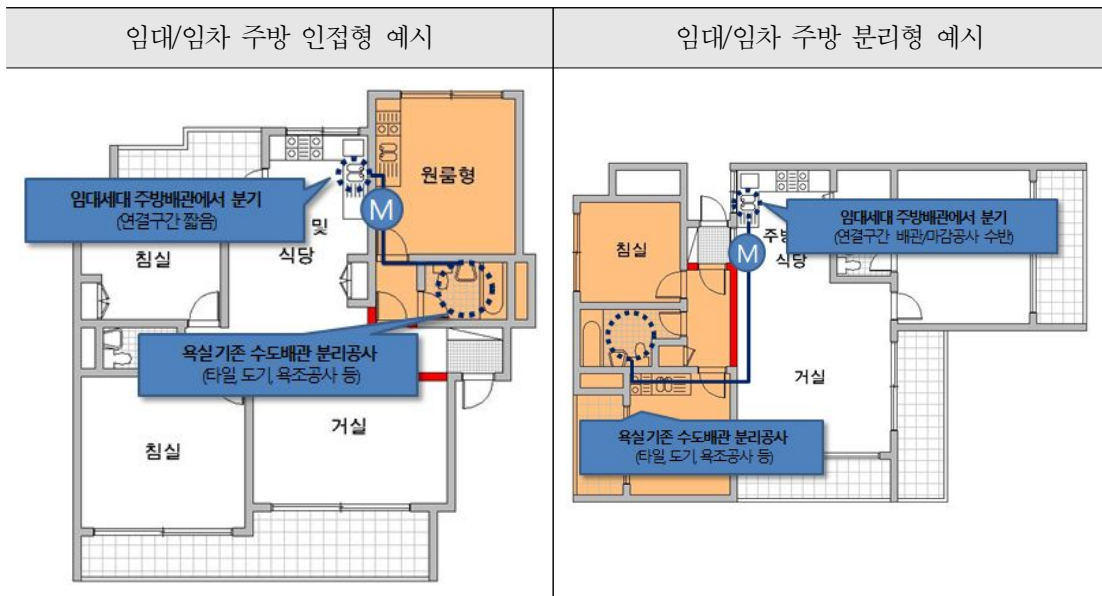 임대/임차 주방 인접형 예시
임대/임차 주방 분리형 예시
원룸형
임대세대 주방배관에서 분기
(연결구간 짧음)
M
및
식당
침실
욕실 기존 수도배관 분리공사
(타일, 도기, 욕조공사 등)
거실
침실
임대세대 주방배관에서 분기
(연결구간 배관/마감공사 수반)
침실
주방
M
식당
거실
욕실 기존 수도배관 분리공사
(타일, 도기, 욕조공사 등)